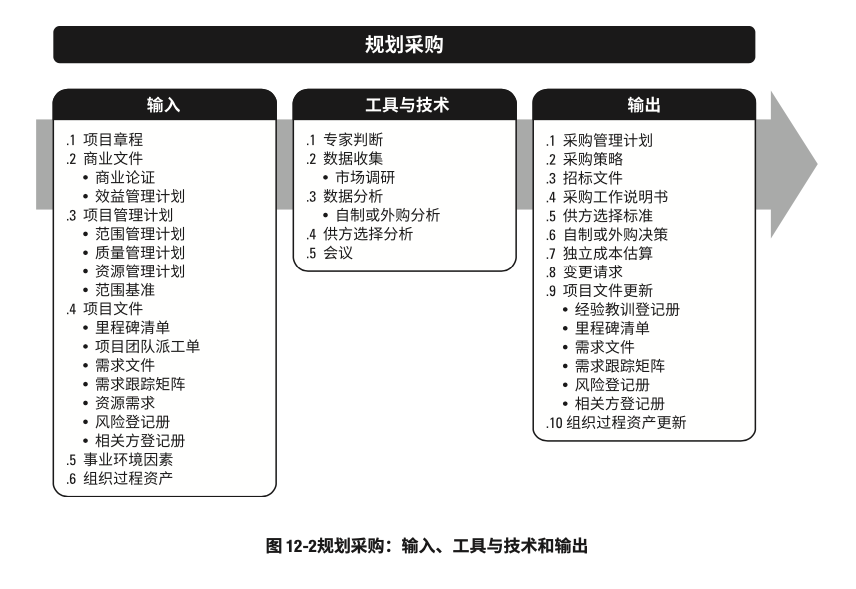 规划采购
输入
.1 项目章程
.2 商业文件
• 商业论证
• 效益管理计划
.3 项目管理计划
• 范围管理计划
• 质量管理计划
• 资源管理计划
• 范围基准
.4 项目文件
• 里程碑清单
• 项目团队派工单
• 需求文件
• 需求跟踪矩阵
• 资源需求
• 风险登记册
• 相关方登记册
.5 事业环境因素
.6 组织过程资产
工具与技术
.1 专家判断
.2 数据收集
• 市场调研
.3 数据分析
• 自制或外购分析
.4 供方选择分析
.5 会议
输出
.1 采购管理计划
.2 采购策略
.3 招标文件
.4 采购工作说明书
.5 供方选择标准
.6 自制或外购决策
.7 独立成本估算
.8 变更请求
.9 项目文件更新
• 经验教训登记册
• 里程碑清单
• 需求文件
• 需求跟踪矩阵
• 风险登记册
• 相关方登记册
.10 组织过程资产更新
图 12-2规划采购：输入、工具与技术和输出